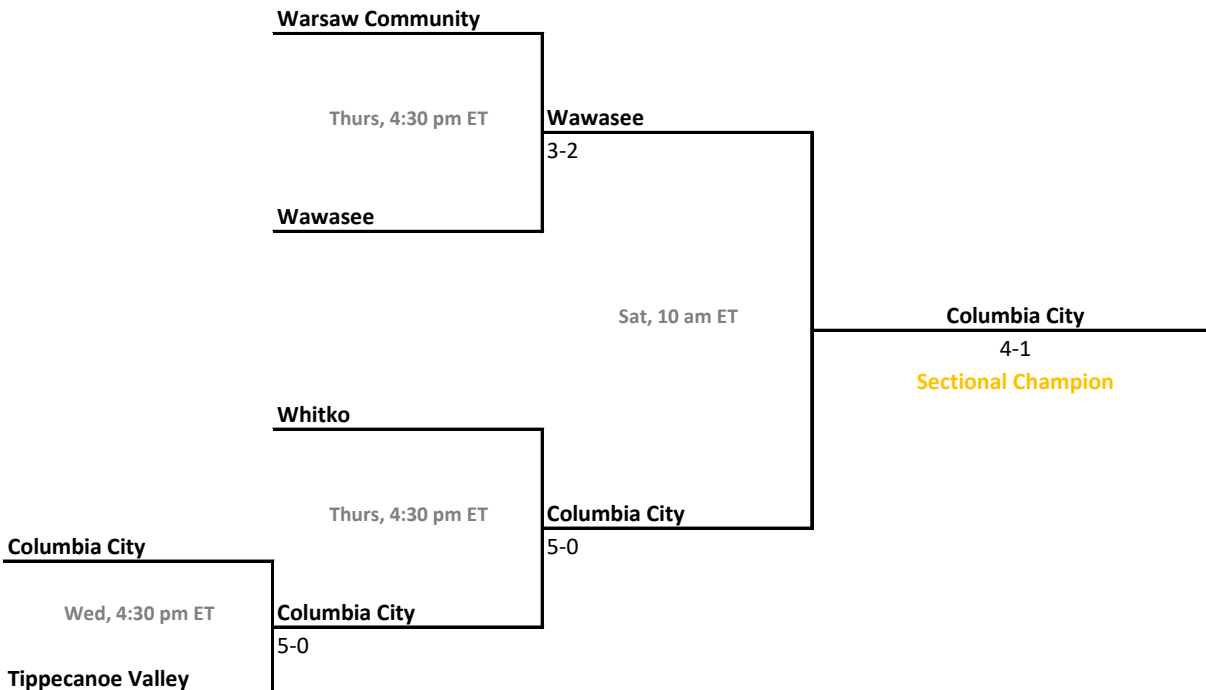 Warsaw Community
Thurs, 4:30 pm ET
Wawasee
3-2
Wawasee
Sat, 10 am ET
Columbia City
4-1
Sectional Champion
Whitko
Thurs, 4:30 pm ET
Columbia City
5-0
Columbia City
Wed, 4:30 pm ET
Columbia City
5-0
Tippecanoe Valley